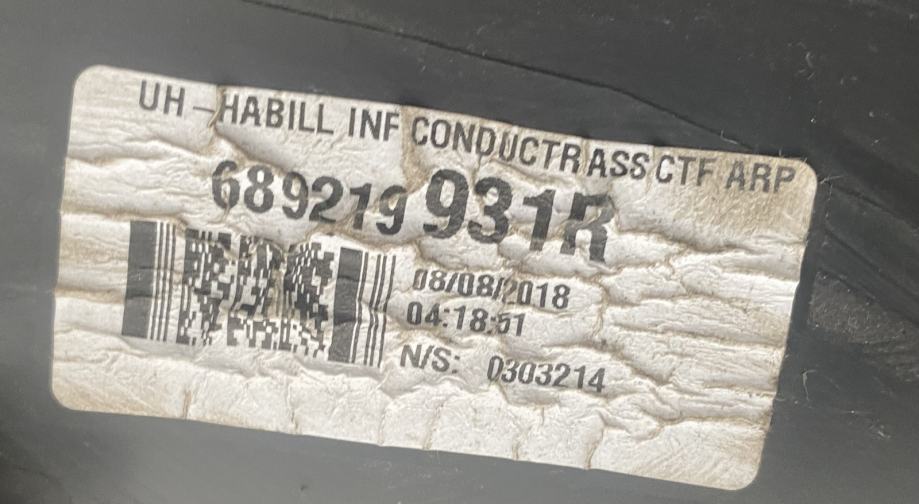 UH-HABILL INF CONDUCTR ASS CTF ARP
689219931R
08/08/2018
04:18:51
N/S: 0303214